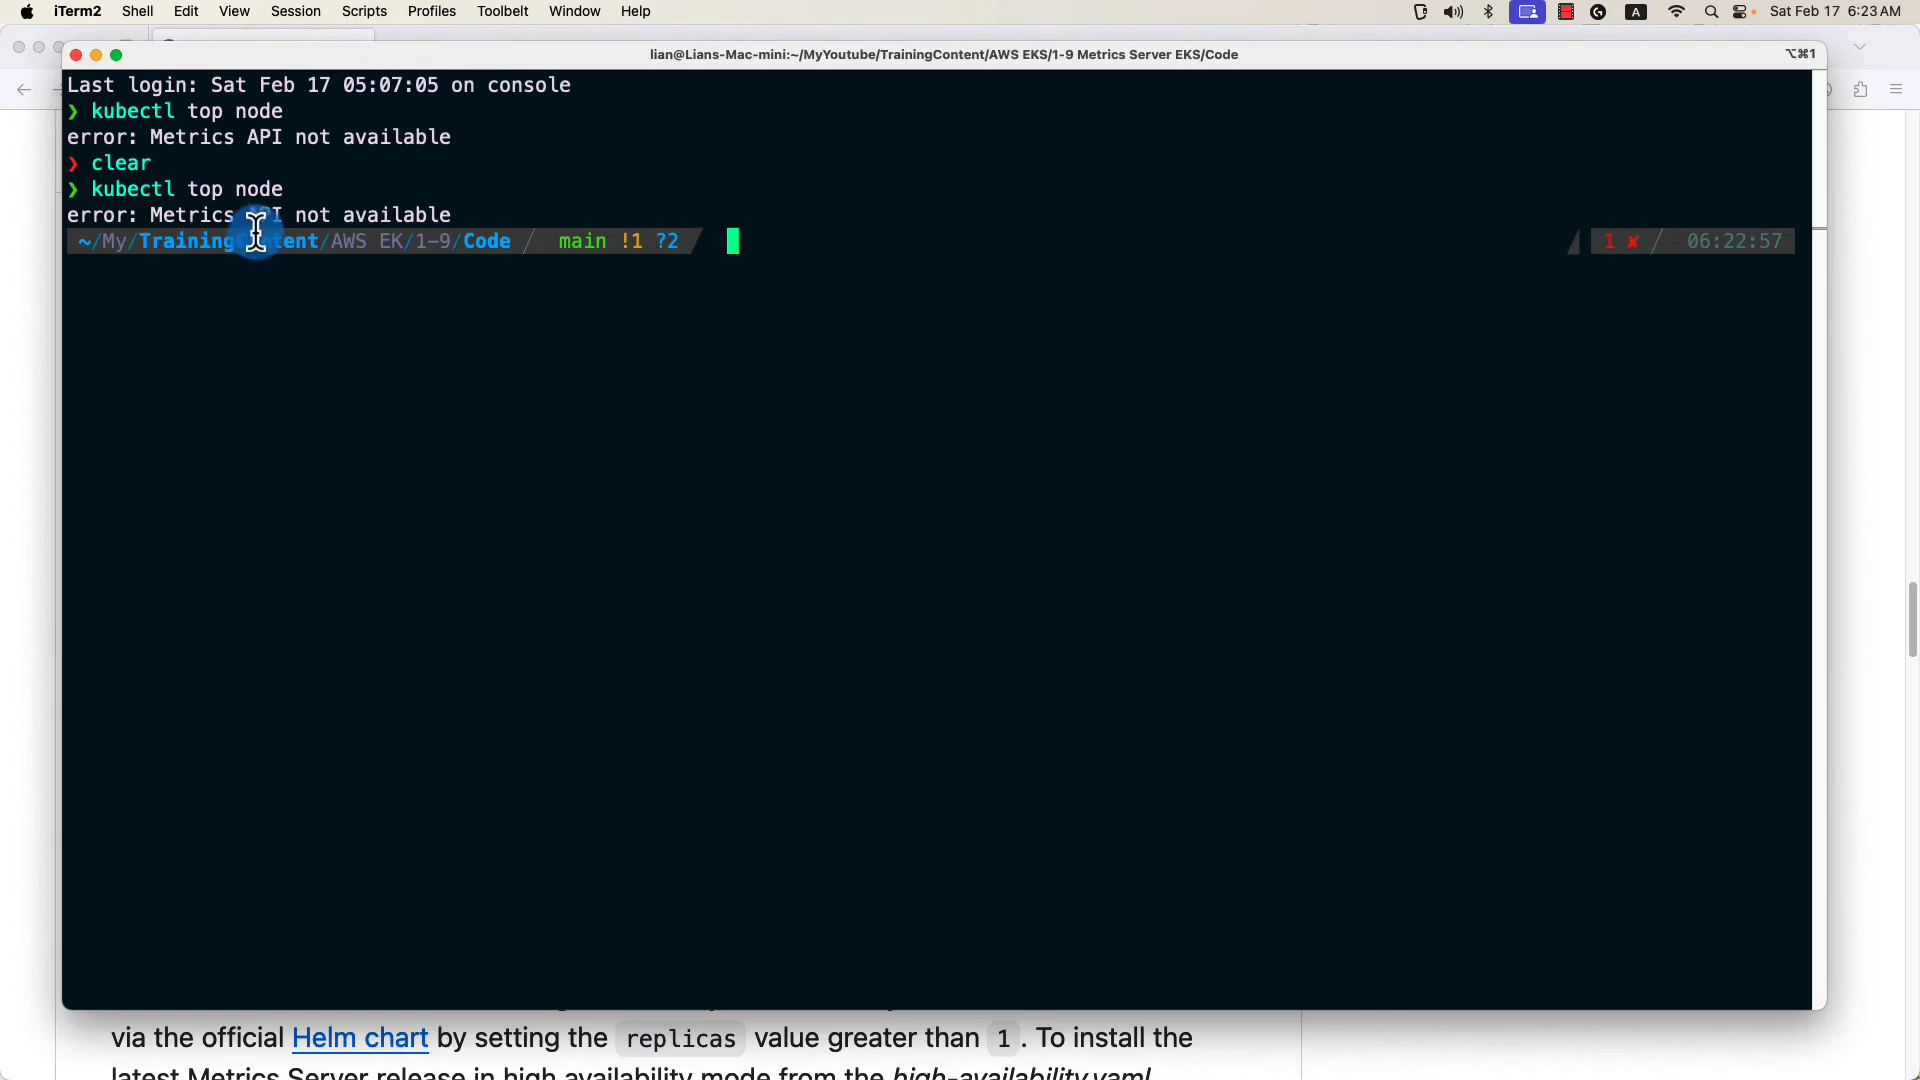 iTerm2 Shell Edit View Session Scripts Profiles Toolbelt Window Help A Sat Feb 17 6:23 AM
lian@Lians-Mac-mini:~/MyYoutube/TrainingContent/AWS EKS/1-9 Metrics Server EKS/Code ⌥⌘1
Last login: Sat Feb 17 05:07:05 on console
❯ kubectl top node
error: Metrics API not available
❯ clear
❯ kubectl top node
error: Metrics API not available
~/My/TrainingContent/AWS EK/1-9/Code main !1 ?2 1 ✘ 06:22:57
via the official Helm chart by setting the replicas value greater than 1. To install the
latest Metrics Server release in high availability mode from the high-availability.yaml